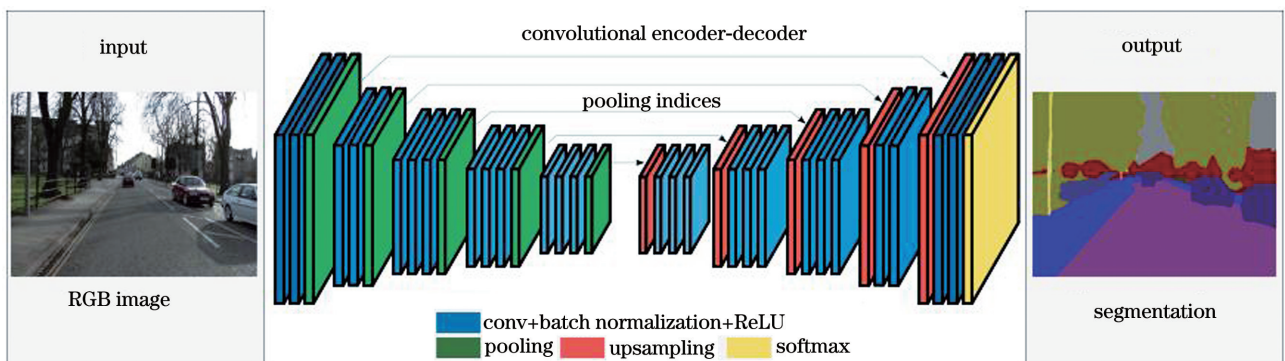 input
RGB image
convolutional encoder-decoder
pooling indices
conv+batch normalization+ReLU
pooling
upsampling
softmax
output
segmentation